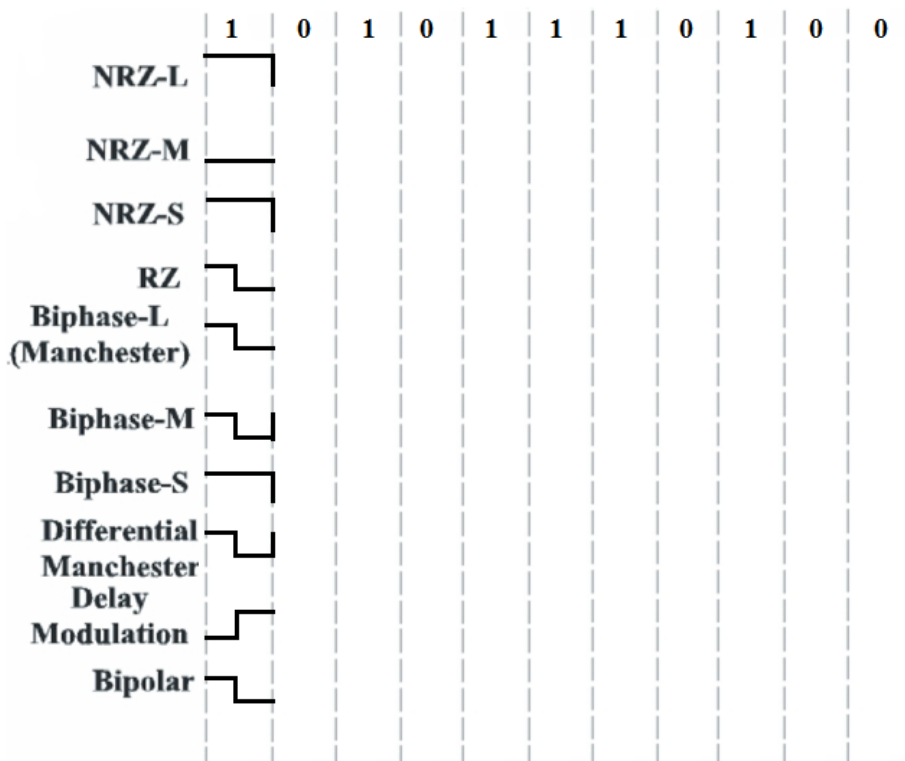 1 0 1 0 1 1 1 0 1 0 0
NRZ-L
NRZ-M
NRZ-S
RZ
Biphase-L
(Manchester)
Biphase-M
Biphase-S
Differential
Manchester
Delay
Modulation
Bipolar